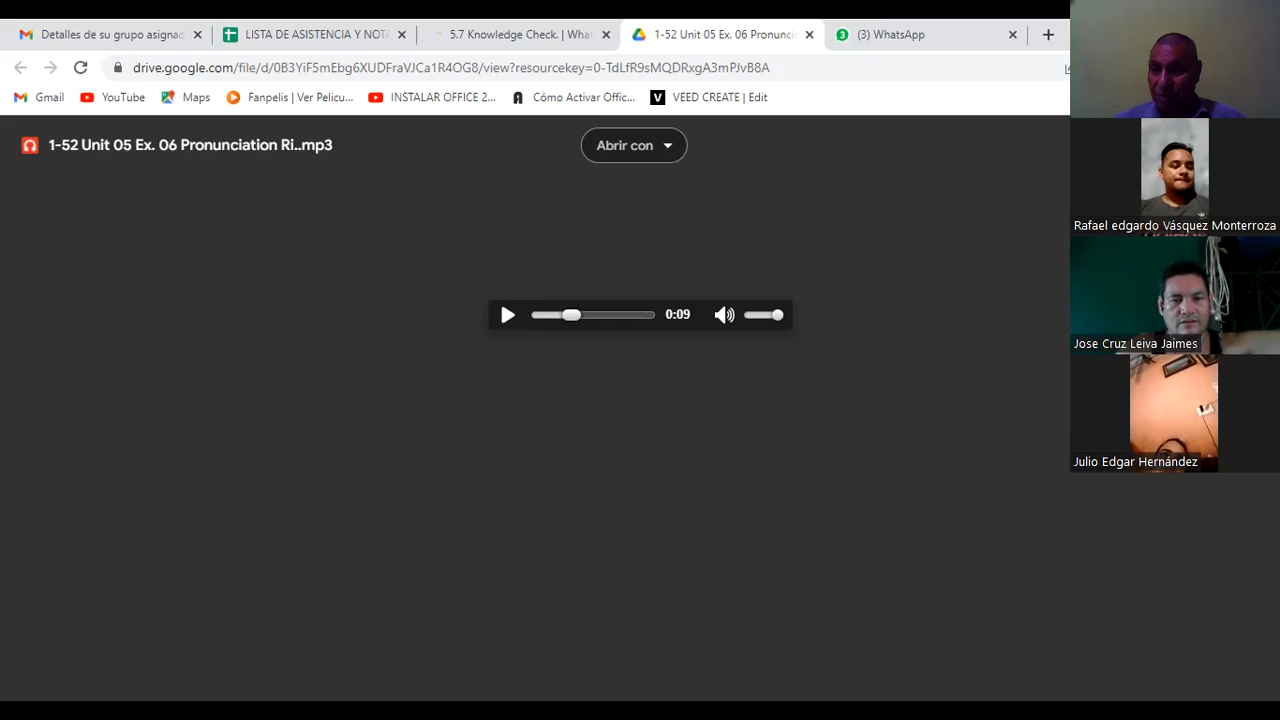 Detalles de su grupo asignac
LISTA DE ASISTENCIA Y NOTA
5.7 Knowledge Check. | Wha
1-52 Unit 05 Ex. 06 Pronunci
3
(3) WhatsApp
drive.google.com/file/d/0B3YiF5mEbg6XUDFraVJCa1R4OG8/view?resourcekey=0-TdLfR9sMQDRxgA3mPJvB8A
Gmail
YouTube
Maps
Fanpelis | Ver Pelicu...
INSTALAR OFFICE 2...
Cómo Activar Offic...
V
VEED CREATE | Edit
1-52 Unit 05 Ex. 06 Pronunciation Ri..mp3
Abrir con
0:09
Rafael edgardo Vásquez Monterroza
Jose Cruz Leiva Jaimes
Julio Edgar Hernández